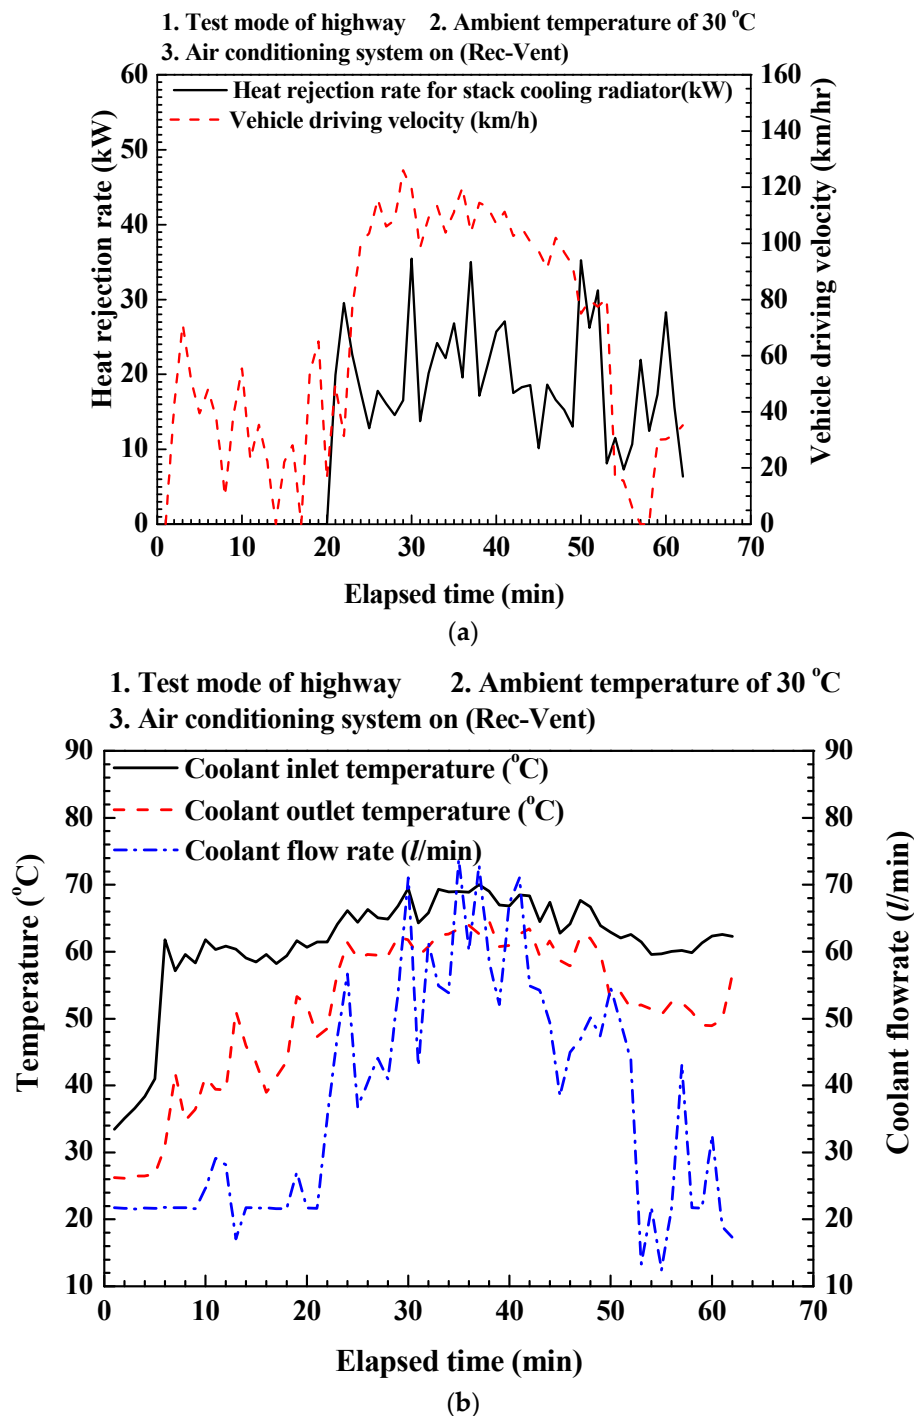 1. Test mode of highway 2. Ambient temperature of 30 °C
3. Air conditioning system on (Rec-Vent)
Heat rejection rate for stack cooling radiator(kW)
Vehicle driving velocity (km/h)
Heat rejection rate (kW)
60
50
40
30
20
10
0
Vehicle driving velocity (km/hr)
160
140
120
100
80
60
40
20
0
0 10 20 30 40 50 60 70
Elapsed time (min)
(a)
1. Test mode of highway 2. Ambient temperature of 30 °C
3. Air conditioning system on (Rec-Vent)
Coolant inlet temperature (°C)
Coolant outlet temperature (°C)
Coolant flow rate (l/min)
Temperature (°C)
90
80
70
60
50
40
30
20
10
Coolant flowrate (l/min)
90
80
70
60
50
40
30
20
10
0 10 20 30 40 50 60 70
Elapsed time (min)
(b)